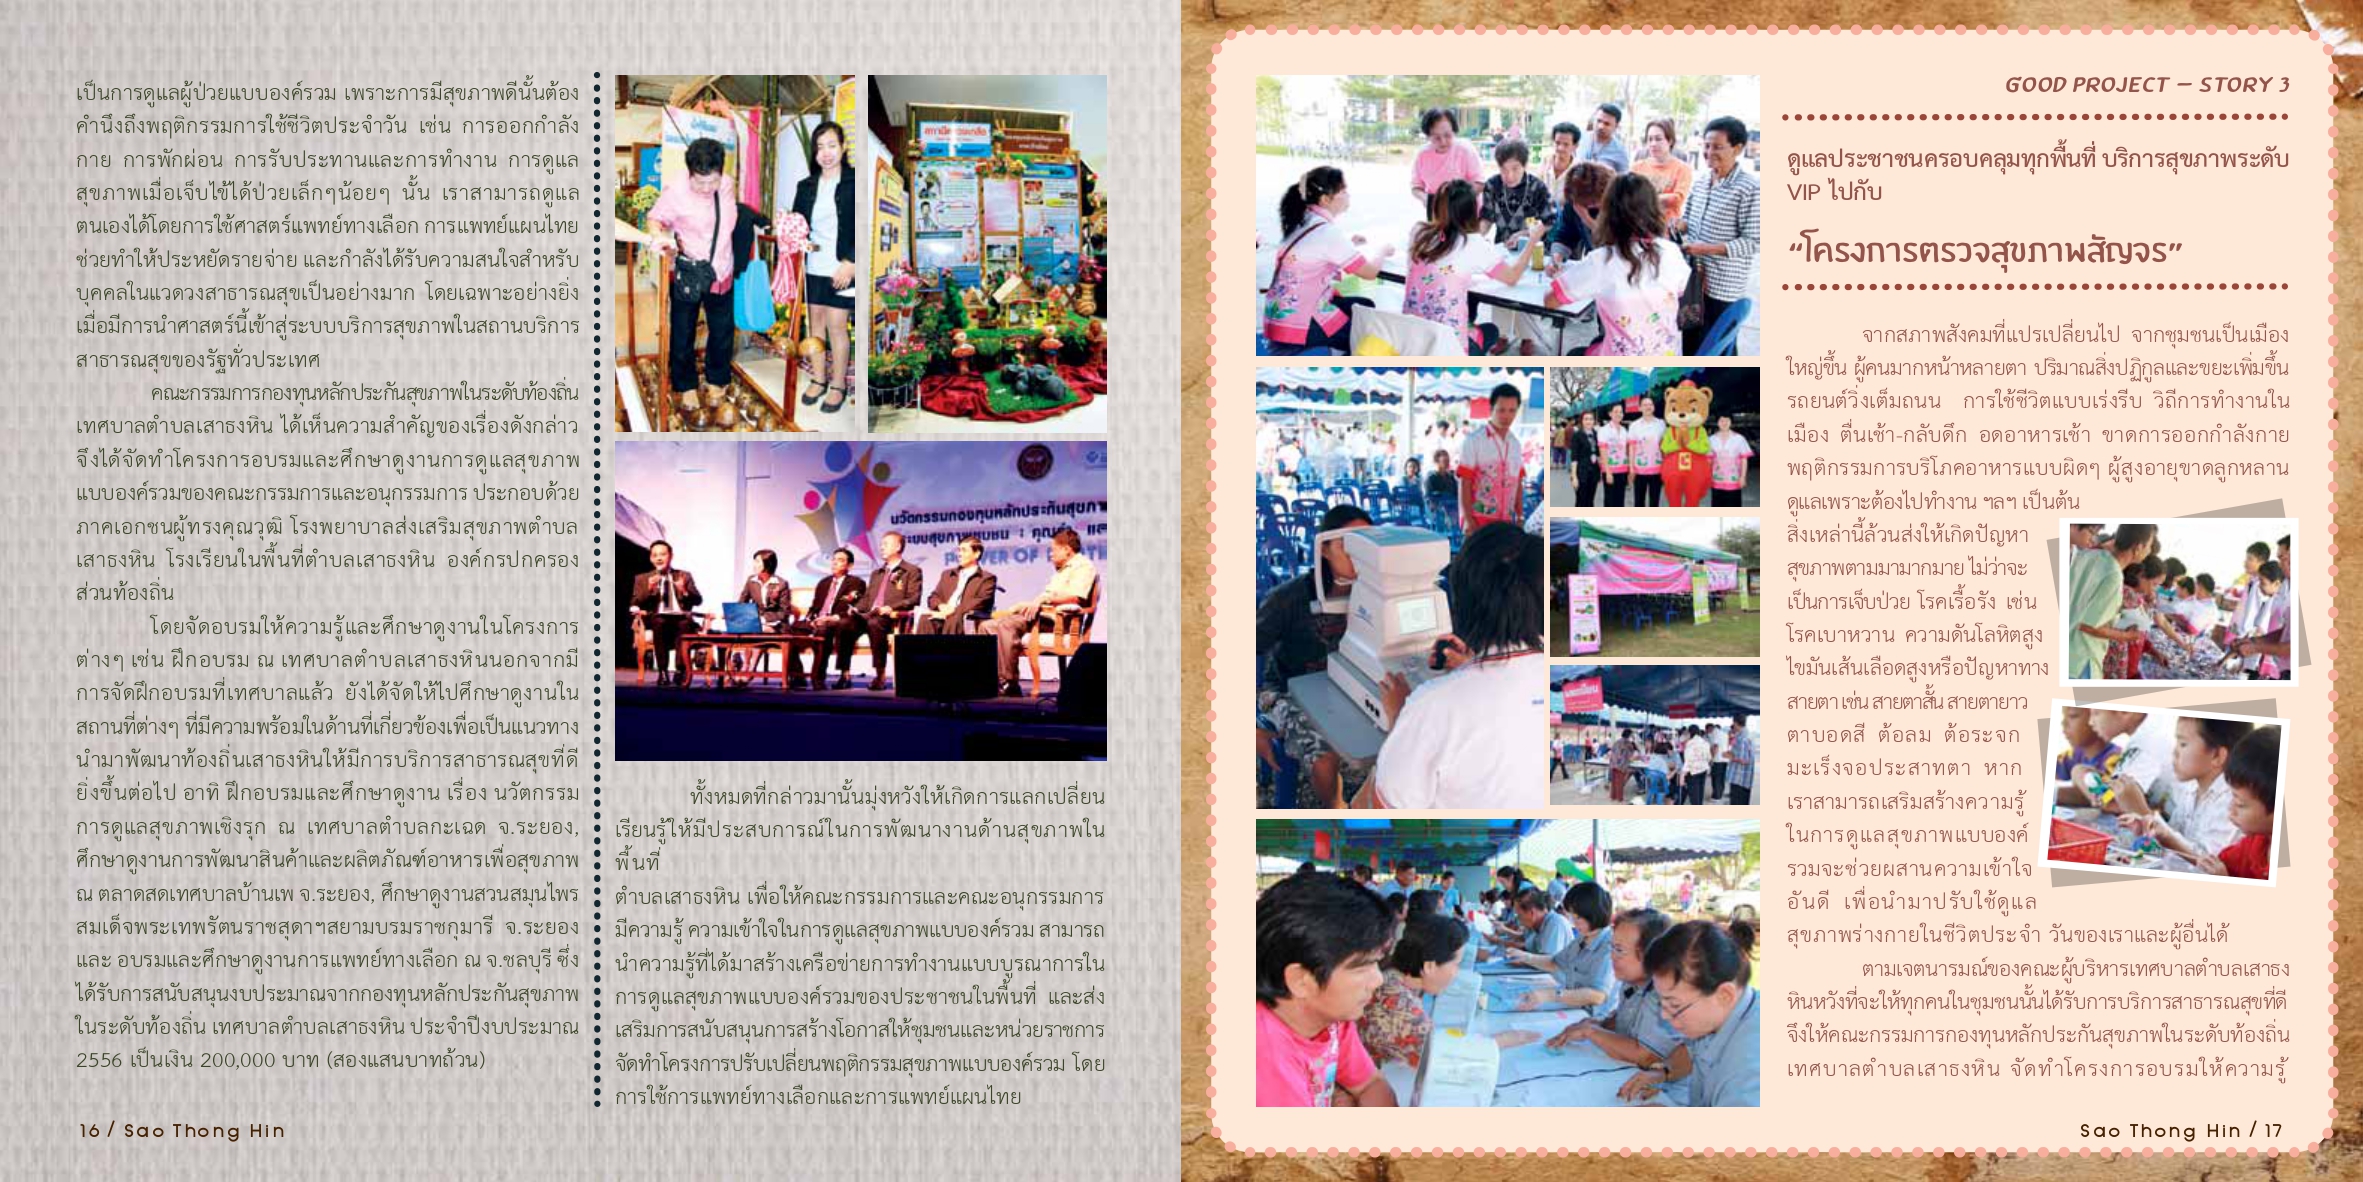 เป็นการดูแลผู้ป่วยแบบองค์รวม เพราะการมีสุขภาพดีนั้นต้อง
คำนึงถึงพฤติกรรมการใช้ชีวิตประจำวัน เช่น การออกกำลัง
กาย การพักผ่อน การรับประทานและการทำงาน การดูแล
สุขภาพเมื่อเจ็บไข้ได้ป่วยเล็กๆน้อยๆ นั้น เราสามารถดูแล
ตนเองได้โดยการใช้ศาสตร์แพทย์ทางเลือก การแพทย์แผนไทย
ช่วยทำให้ประหยัดรายจ่าย และกำลังได้รับความสนใจสำหรับ
บุคคลในแวดวงสาธารณสุขเป็นอย่างมาก โดยเฉพาะอย่างยิ่ง
เมื่อมีการนำศาสตร์นี้เข้าสู่ระบบบริการสุขภาพในสถานบริการ
สาธารณสุขของรัฐทั่วประเทศ
คณะกรรมการกองทุนหลักประกันสุขภาพในระดับท้องถิ่น
เทศบาลตำบลเสาธงหิน ได้เห็นความสำคัญของเรื่องดังกล่าว
จึงได้จัดทำโครงการอบรมและศึกษาดูงานการดูแลสุขภาพ
แบบองค์รวมของคณะกรรมการและอนุกรรมการ ประกอบด้วย
ภาคเอกชนผู้ทรงคุณวุฒิ โรงพยาบาลส่งเสริมสุขภาพตำบล
เสาธงหิน โรงเรียนในพื้นที่ตำบลเสาธงหิน องค์กรปกครอง
ส่วนท้องถิ่น
โดยจัดอบรมให้ความรู้และศึกษาดูงานในโครงการ
ต่างๆ เช่น ฝึกอบรม ณ เทศบาลตำบลเสาธงหินนอกจากมี
การจัดฝึกอบรมที่เทศบาลแล้ว ยังได้จัดให้ไปศึกษาดูงานใน
สถานที่ต่างๆ ที่มีความพร้อมในด้านที่เกี่ยวข้องเพื่อเป็นแนวทาง
นำมาพัฒนาท้องถิ่นเสาธงหินให้มีการบริการสาธารณสุขที่ดี
ยิ่งขึ้นต่อไป อาทิ ฝึกอบรมและศึกษาดูงาน เรื่อง นวัตกรรม
การดูแลสุขภาพเชิงรุก ณ เทศบาลตำบลกะเฉด จ.ระยอง,
ศึกษาดูงานการพัฒนาสินค้าและผลิตภัณฑ์อาหารเพื่อสุขภาพ
ณ ตลาดสดเทศบาลบ้านเพ จ.ระยอง, ศึกษาดูงานสวนสมุนไพร
สมเด็จพระเทพรัตนราชสุดาฯสยามบรมราชกุมารี จ.ระยอง
และ อบรมและศึกษาดูงานการแพทย์ทางเลือก ณ จ.ชลบุรี ซึ่ง
ได้รับการสนับสนุนงบประมาณจากกองทุนหลักประกันสุขภาพ
ในระดับท้องถิ่น เทศบาลตำบลเสาธงหิน ประจำปีงบประมาณ
2556 เป็นเงิน 200,000 บาท (สองแสนบาทถ้วน)
16 / Sao Thong Hin
นวัตกรรมกองทุนหลักประกันสุขภา
ระบบสุขภาพชุมชน : คุณค่า
POWER OF
ทั้งหมดที่กล่าวมานั้นมุ่งหวังให้เกิดการแลกเปลี่ยน
เรียนรู้ให้มีประสบการณ์ในการพัฒนางานด้านสุขภาพใน
พื้นที่
ตำบลเสาธงหิน เพื่อให้คณะกรรมการและคณะอนุกรรมการ
มีความรู้ ความเข้าใจในการดูแลสุขภาพแบบองค์รวม สามารถ
นำความรู้ที่ได้มาสร้างเครือข่ายการทำงานแบบบูรณาการใน
การดูแลสุขภาพแบบองค์รวมของประชาชนในพื้นที่ และส่ง
เสริมการสนับสนุนการสร้างโอกาสให้ชุมชนและหน่วยราชการ
จัดทำโครงการปรับเปลี่ยนพฤติกรรมสุขภาพแบบองค์รวม โดย
การใช้การแพทย์ทางเลือกและการแพทย์แผนไทย
GOOD PROJECT – STORY 3
ดูแลประชาชนครอบคลุมทุกพื้นที่ บริการสุขภาพระดับ
VIP ไปกับ
“โครงการตรวจสุขภาพสัญจร”
จากสภาพสังคมที่แปรเปลี่ยนไป จากชุมชนเป็นเมือง
ใหญ่ขึ้น ผู้คนมากหน้าหลายตา ปริมาณสิ่งปฏิกูลและขยะเพิ่มขึ้น
รถยนต์วิ่งเต็มถนน การใช้ชีวิตแบบเร่งรีบ วิถีการทำงานใน
เมือง ตื่นเช้า-กลับดึก อดอาหารเช้า ขาดการออกกำลังกาย
พฤติกรรมการบริโภคอาหารแบบผิดๆ ผู้สูงอายุขาดลูกหลาน
ดูแลเพราะต้องไปทำงาน ฯลฯ เป็นต้น
สิ่งเหล่านี้ล้วนส่งให้เกิดปัญหา
สุขภาพตามมามากมาย ไม่ว่าจะ
เป็นการเจ็บป่วย โรคเรื้อรัง เช่น
โรคเบาหวาน ความดันโลหิตสูง
ไขมันเส้นเลือดสูงหรือปัญหาทาง
สายตา เช่น สายตาสั้น สายตายาว
ตาบอดสี ต้อลม ต้อระจก
มะเร็งจอประสาทตา หาก
เราสามารถเสริมสร้างความรู้
ในการดูแลสุขภาพแบบองค์
รวมจะช่วยผสานความเข้าใจ
อันดี เพื่อนำมาปรับใช้ดูแล
สุขภาพร่างกายในชีวิตประจำ วันของเราและผู้อื่นได้
ตามเจตนารมณ์ของคณะผู้บริหารเทศบาลตำบลเสาธง
หินหวังที่จะให้ทุกคนในชุมชนนั้นได้รับการบริการสาธารณสุขที่ดี
จึงให้คณะกรรมการกองทุนหลักประกันสุขภาพในระดับท้องถิ่น
เทศบาลตำบลเสาธงหิน จัดทำโครงการอบรมให้ความรู้
Sao Thong Hin / 17